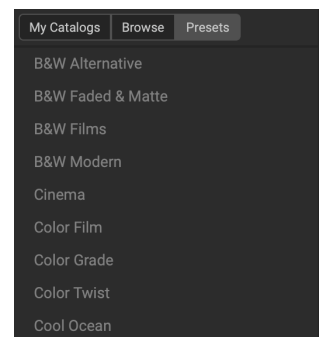 My Catalogs Browse Presets
B&W Alternative
B&W Faded & Matte
B&W Films
B&W Modern
Cinema
Color Film
Color Grade
Color Twist
Cool Ocean